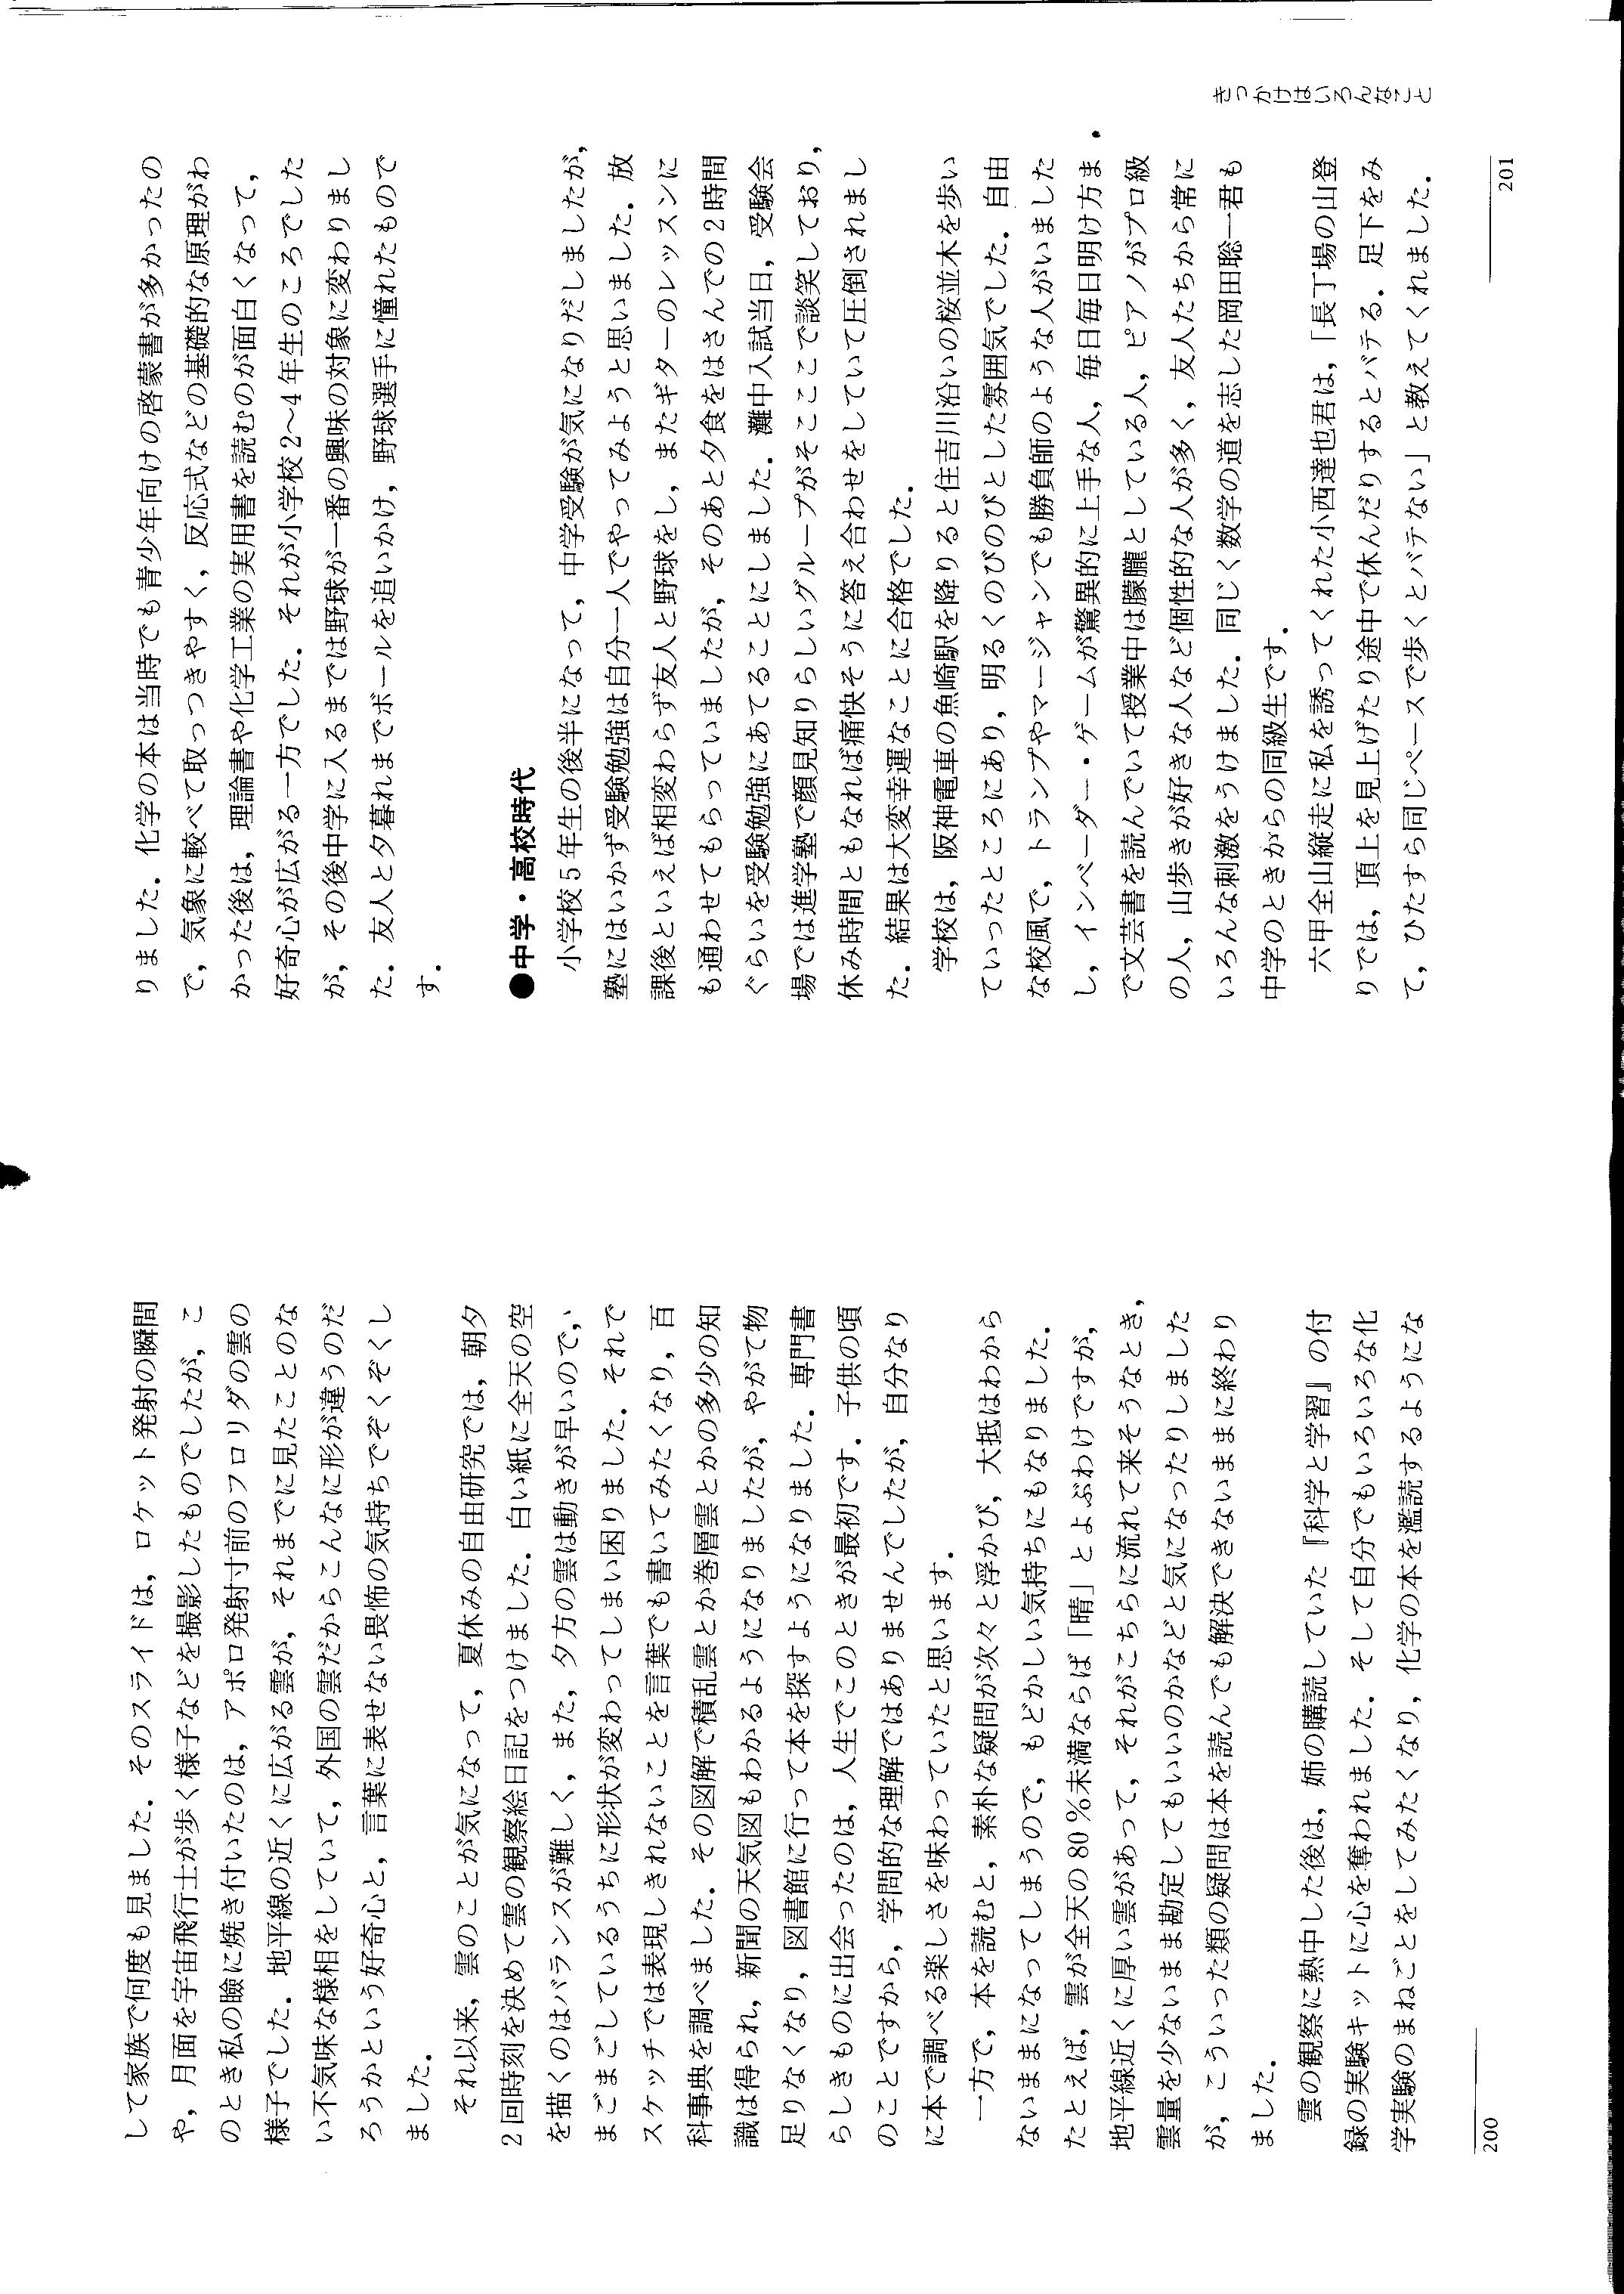 して家族で何度も見ました．そのスライドは，ロケット発射の瞬間
や，月面を宇宙飛行士が歩く様子などを撮影したものでしたが，こ
のとき私の瞼に焼き付いたのは，アポロ発射寸前のフロリダの雲の
様子でした．地平線の近くに広がる雲が，それまでに見たことのな
い不気味な様相をしていて，外国の雲だからこんなに形が違うのだ
ろうかという好奇心と，言葉に表せない畏怖の気持ちでぞくぞくし
ました．
それ以来，雲のことが気になって，夏休みの自由研究では，朝夕
2回時刻を決めて雲の観察絵日記をつけました．白い紙に全天の空
を描くのはバランスが難しく，また，夕方の雲は動きが早いので，
まごまごしているうちに形状が変わってしまい困りました．それで
スケッチでは表現しきれないことを言葉でも書いてみたくなり，百
科事典を調べました．その図解で積乱雲とか巻層雲とかの多少の知
識は得られ，新聞の天気図もわかるようになりましたが，やがて物
足りなくなり，図書館に行って本を探すようになりました．専門書
らしきものに出会ったのは，人生でこのときが最初です．子供の頃
のことですから，学問的な理解ではありませんでしたが，自分なり
に本で調べる楽しさを味わっていたと思います．
一方で，本を読むと，素朴な疑問が次々と浮かび，大抵はわから
ないままになってしまうので，もどかしい気持ちにもなりました．
たとえば，雲が全天の80％未満ならば「晴」とよぶわけですが，
地平線近くに厚い雲があって，それがこちらに流れて来そうなとき，
雲量を少ないまま勘定してもいいのかなどと気になったりしました
が，こういった類の疑問は本を読んでも解決できないままに終わり
ました．
雲の観察に熱中した後は，姉の購読していた『科学と学習』の付
録の実験キットに心を奪われました．そして自分でもいろいろな化
学実験のまねごとをしてみたくなり，化学の本を濫読するようにな
200
りました．化学の本は当時でも青少年向けの啓蒙書が多かったの
で，気象に較べて取っつきやすく，反応式などの基礎的な原理がわ
かった後は，理論書や化学工業の実用書を読むのが面白くなって，
好奇心が広がる一方でした．それが小学校2〜4年生のころでした
が，その後中学に入るまでは野球が一番の興味の対象に変わりまし
た．友人と夕暮れまでボールを追いかけ，野球選手に憧れたもので
す．
●中学・高校時代
小学校5年生の後半になって，中学受験が気になりだしましたが，
塾にはいかず受験勉強は自分一人でやってみようと思いました．放
課後といえば相変わらず友人と野球をし，またギターのレッスンに
も通わせてもらっていましたが，そのあと夕食をはさんでの2時間
ぐらいを受験勉強にあてることにしました．灘中入試当日，受験会
場では進学塾で顔見知りらしいグループがそこここで談笑しており，
休み時間ともなれば痛快そうに答え合わせをしていて圧倒されまし
た．結果は大変幸運なことに合格でした．
学校は，阪神電車の魚崎駅を降りると住吉川沿いの桜並木を歩い
ていったところにあり，明るくのびのびとした雰囲気でした．自由
な校風で，トランプやマージャンでも勝負師のような人がいました
し，インベーダー・ゲームが驚異的に上手な人，毎日毎日明け方ま
で文芸書を読んでいて授業中は朦朧としている人，ピアノがプロ級
の人，山歩きが好きな人など個性的な人が多く，友人たちから常に
いろんな刺激をうけました．同じく数学の道を志した岡田聡一君も
中学のときからの同級生です．
六甲全山縦走に私を誘ってくれた小西達也君は，「長丁場の山登
りでは，頂上を見上げたり途中で休んだりするとバテる．足下をみ
て，ひたすら同じペースで歩くとバテない」と教えてくれました．
きっかけはいろんなこと
201